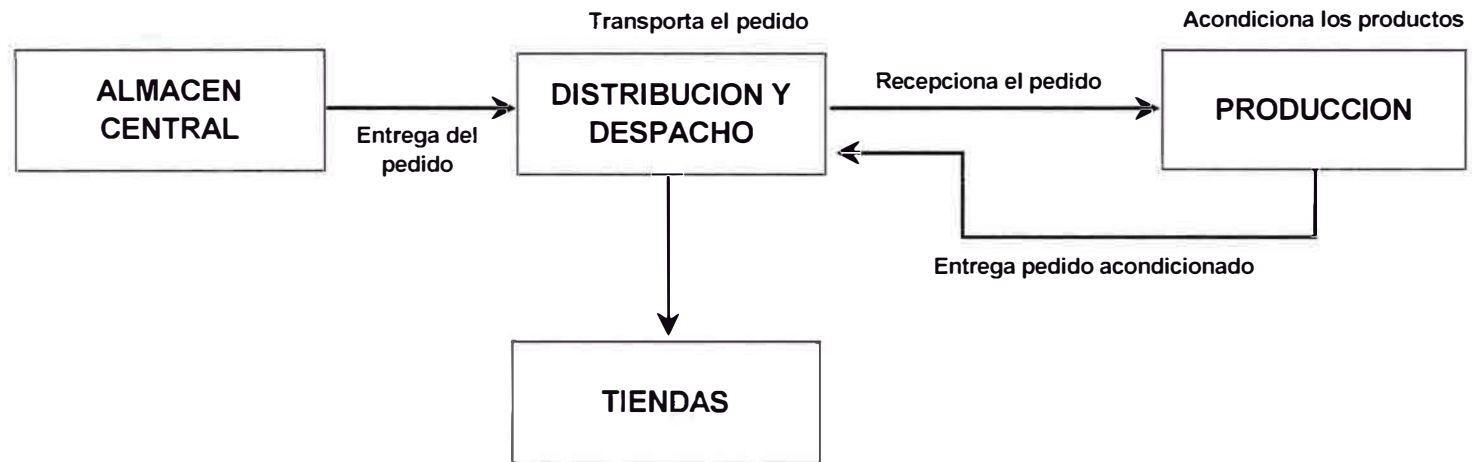 Transporta el pedido
Acondiciona los productos
ALMACEN
CENTRAL
Entrega del
pedido
DISTRIBUCION Y
DESPACHO
Recepciona el pedido
PRODUCCION
Entrega pedido acondicionado
TIENDAS